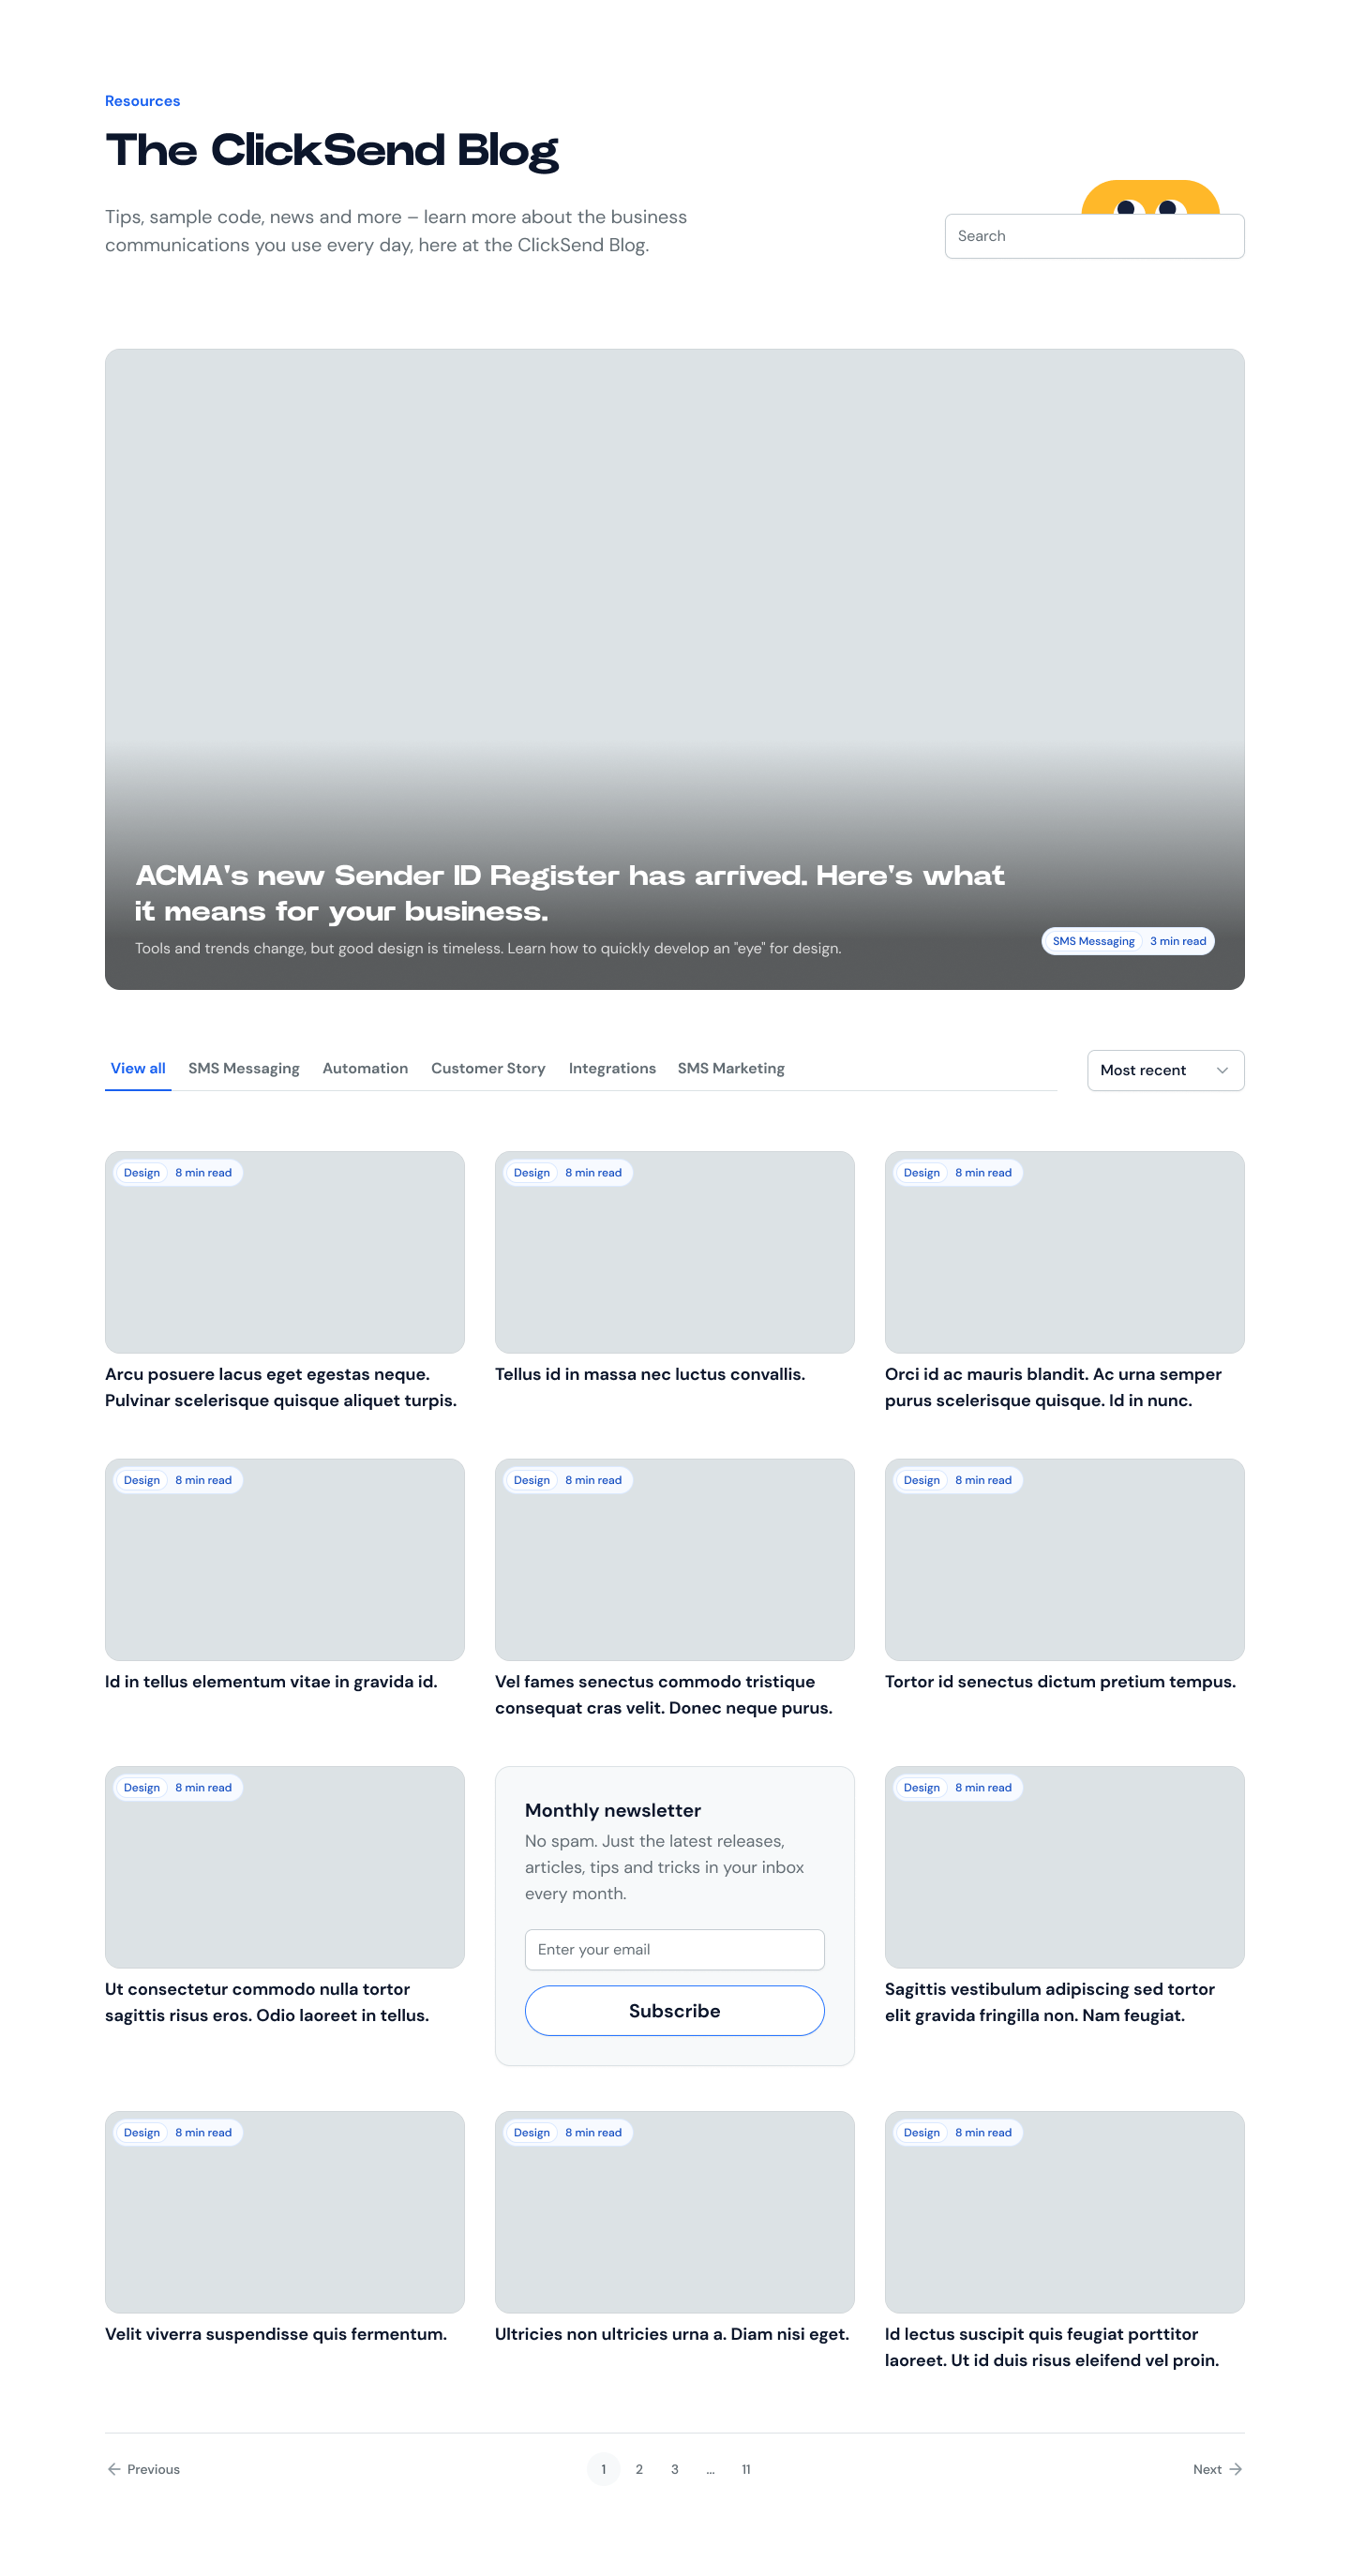 Resources
The ClickSend Blog
Tips, sample code, news and more – learn more about the business
communications you use every day, here at the ClickSend Blog.
Search
ACMA's new Sender ID Register has arrived. Here's what
it means for your business.
Tools and trends change, but good design is timeless. Learn how to quickly develop an "eye" for design.
SMS Messaging 3 min read
View all SMS Messaging Automation Customer Story Integrations SMS Marketing
Most recent
Design 8 min read
Arcu posuere lacus eget egestas neque.
Pulvinar scelerisque quisque aliquet turpis.
Design 8 min read
Tellus id in massa nec luctus convallis.
Design 8 min read
Orci id ac mauris blandit. Ac urna semper
purus scelerisque quisque. Id in nunc.
Design 8 min read
Id in tellus elementum vitae in gravida id.
Design 8 min read
Vel fames senectus commodo tristique
consequat cras velit. Donec neque purus.
Design 8 min read
Tortor id senectus dictum pretium tempus.
Design 8 min read
Ut consectetur commodo nulla tortor
sagittis risus eros. Odio laoreet in tellus.
Monthly newsletter
No spam. Just the latest releases,
articles, tips and tricks in your inbox
every month.
Enter your email
Subscribe
Design 8 min read
Sagittis vestibulum adipiscing sed tortor
elit gravida fringilla non. Nam feugiat.
Design 8 min read
Velit viverra suspendisse quis fermentum.
Design 8 min read
Ultricies non ultricies urna a. Diam nisi eget.
Design 8 min read
Id lectus suscipit quis feugiat porttitor
laoreet. Ut id duis risus eleifend vel proin.
Previous 1 2 3 ... 11 Next